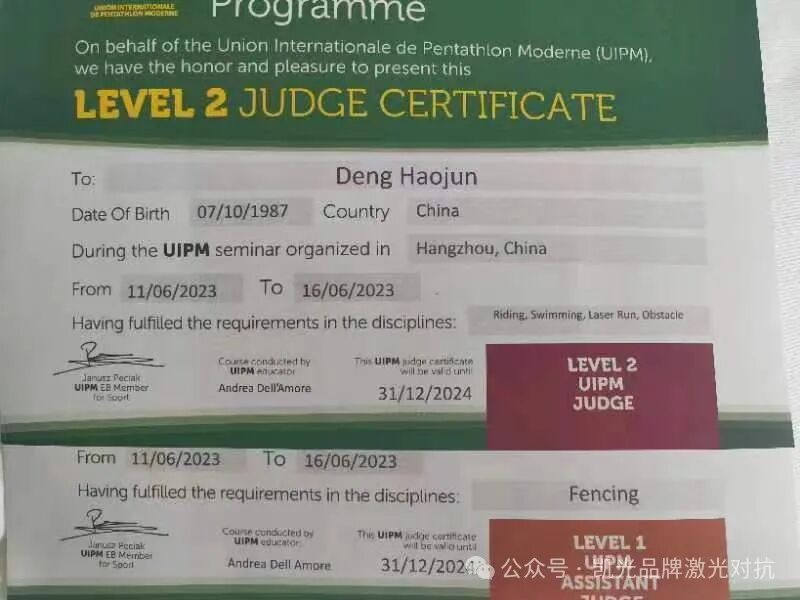 UNION INTERNATIONALE
DE PENTATHLON MODERNE
Programme
On behalf of the Union Internationale de Pentathlon Moderne (UIPM),
we have the honor and pleasure to present this
LEVEL 2 JUDGE CERTIFICATE
To: Deng Haojun
Date Of Birth 07/10/1987 Country China
During the UIPM seminar organized in Hangzhou, China
From 11/06/2023 To 16/06/2023
Having fulfilled the requirements in the disciplines: Riding, Swimming, Laser Run, Obstacle
Janusz Peciak
UIPM EB Member
for Sport
Course conducted by
UIPM educator
Andrea Dell'Amore
This UIPM judge certificate
will be valid until
31/12/2024
LEVEL 2
UIPM
JUDGE
From 11/06/2023 To 16/06/2023
Having fulfilled the requirements in the disciplines: Fencing
Janusz Peciak
UIPM EB Member
for Sport
Course conducted by
UIPM educator
Andrea Dell Amore
This UIPM judge certificate
will be valid until
31/12/2024
LEVEL 1
UIPM
ASSISTANT
JUDGE
公众号 · 凯光品牌激光对抗